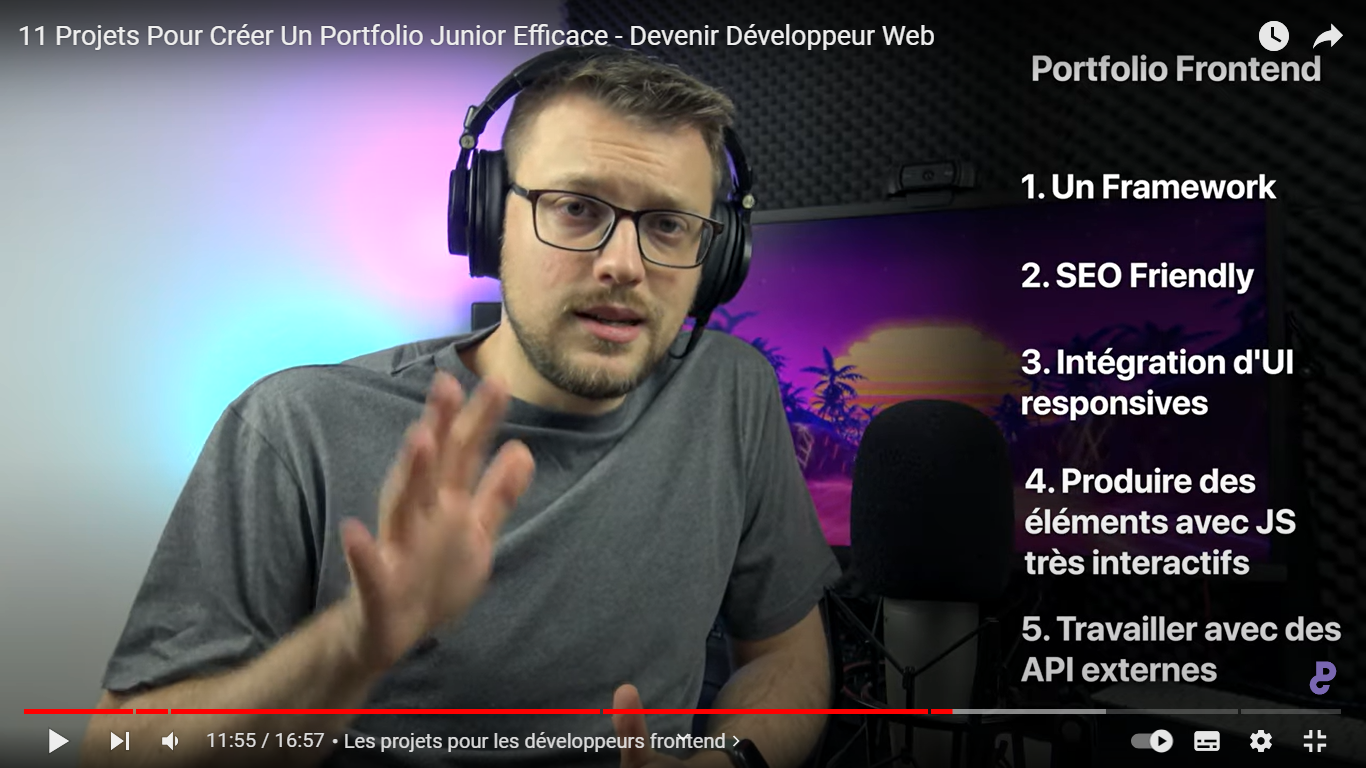 11 Projets Pour Créer Un Portfolio Junior Efficace - Devenir Développeur Web
Portfolio Frontend
1. Un Framework
2. SEO Friendly
3. Intégration d'UI
responsives
4. Produire des
éléments avec JS
très interactifs
5. Travailler avec des
API externes
11:55 / 16:57 • Les projets pour les développeurs frontend >